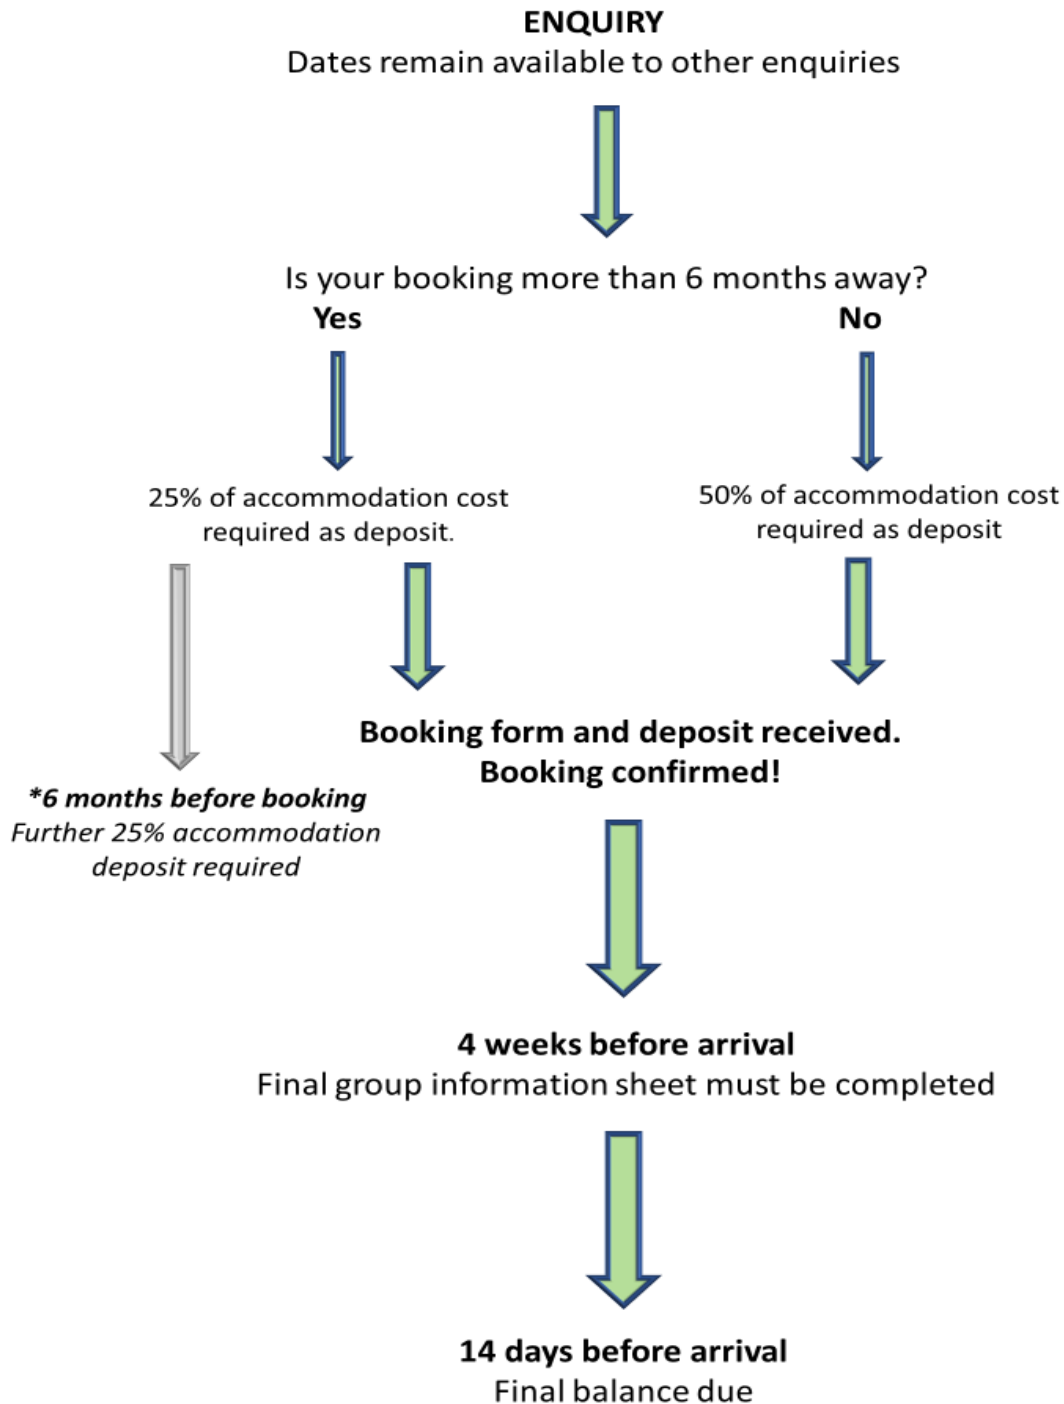 ENQUIRY
Dates remain available to other enquiries
Is your booking more than 6 months away?
Yes
No
25% of accommodation cost
required as deposit.
50% of accommodation cost
required as deposit
Booking form and deposit received.
Booking confirmed!
*6 months before booking
Further 25% accommodation
deposit required
4 weeks before arrival
Final group information sheet must be completed
14 days before arrival
Final balance due